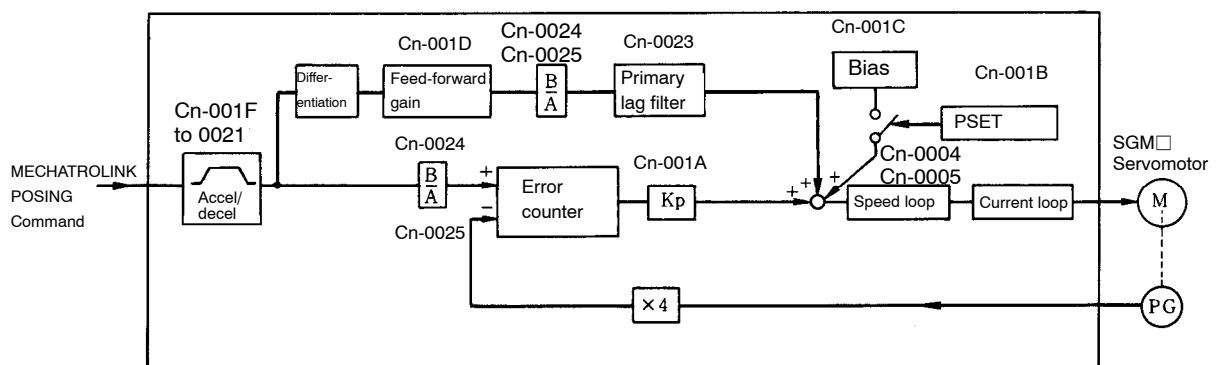 Cn-001C
Cn-0024
Cn-0025
Cn-001D
Cn-0023
Cn-001B
Differ-
entiation
Feed-forward
gain
B
A
Primary
lag filter
Bias
PSET
Cn-001F
to 0021
Cn-0024
Cn-001A
Cn-0004
Cn-0005
SGM□
Servomotor
MECHATROLINK
POSING
Command
Accel/
decel
B
A
+
−
Error
counter
Kp
+
+
+
Speed loop
Current loop
M
Cn-0025
×4
PG